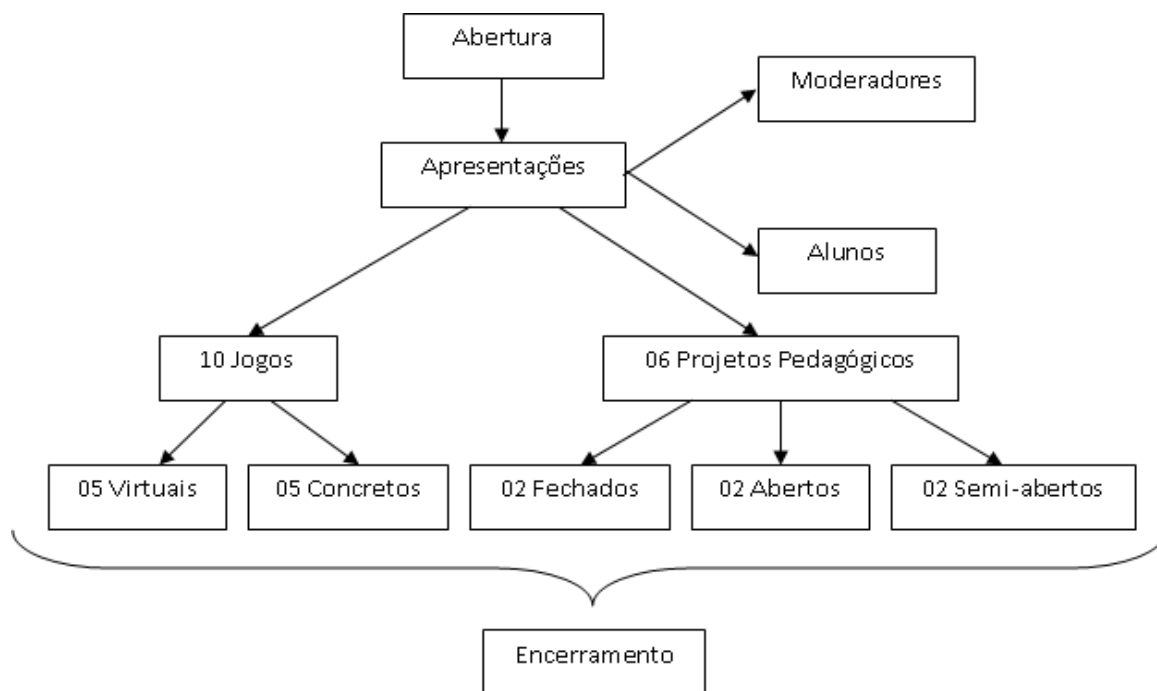 Abertura
Moderadores
Apresentações
Alunos
10 Jogos
06 Projetos Pedagógicos
05 Virtuais
05 Concretos
02 Fechados
02 Abertos
02 Semi-abertos
Encerramento